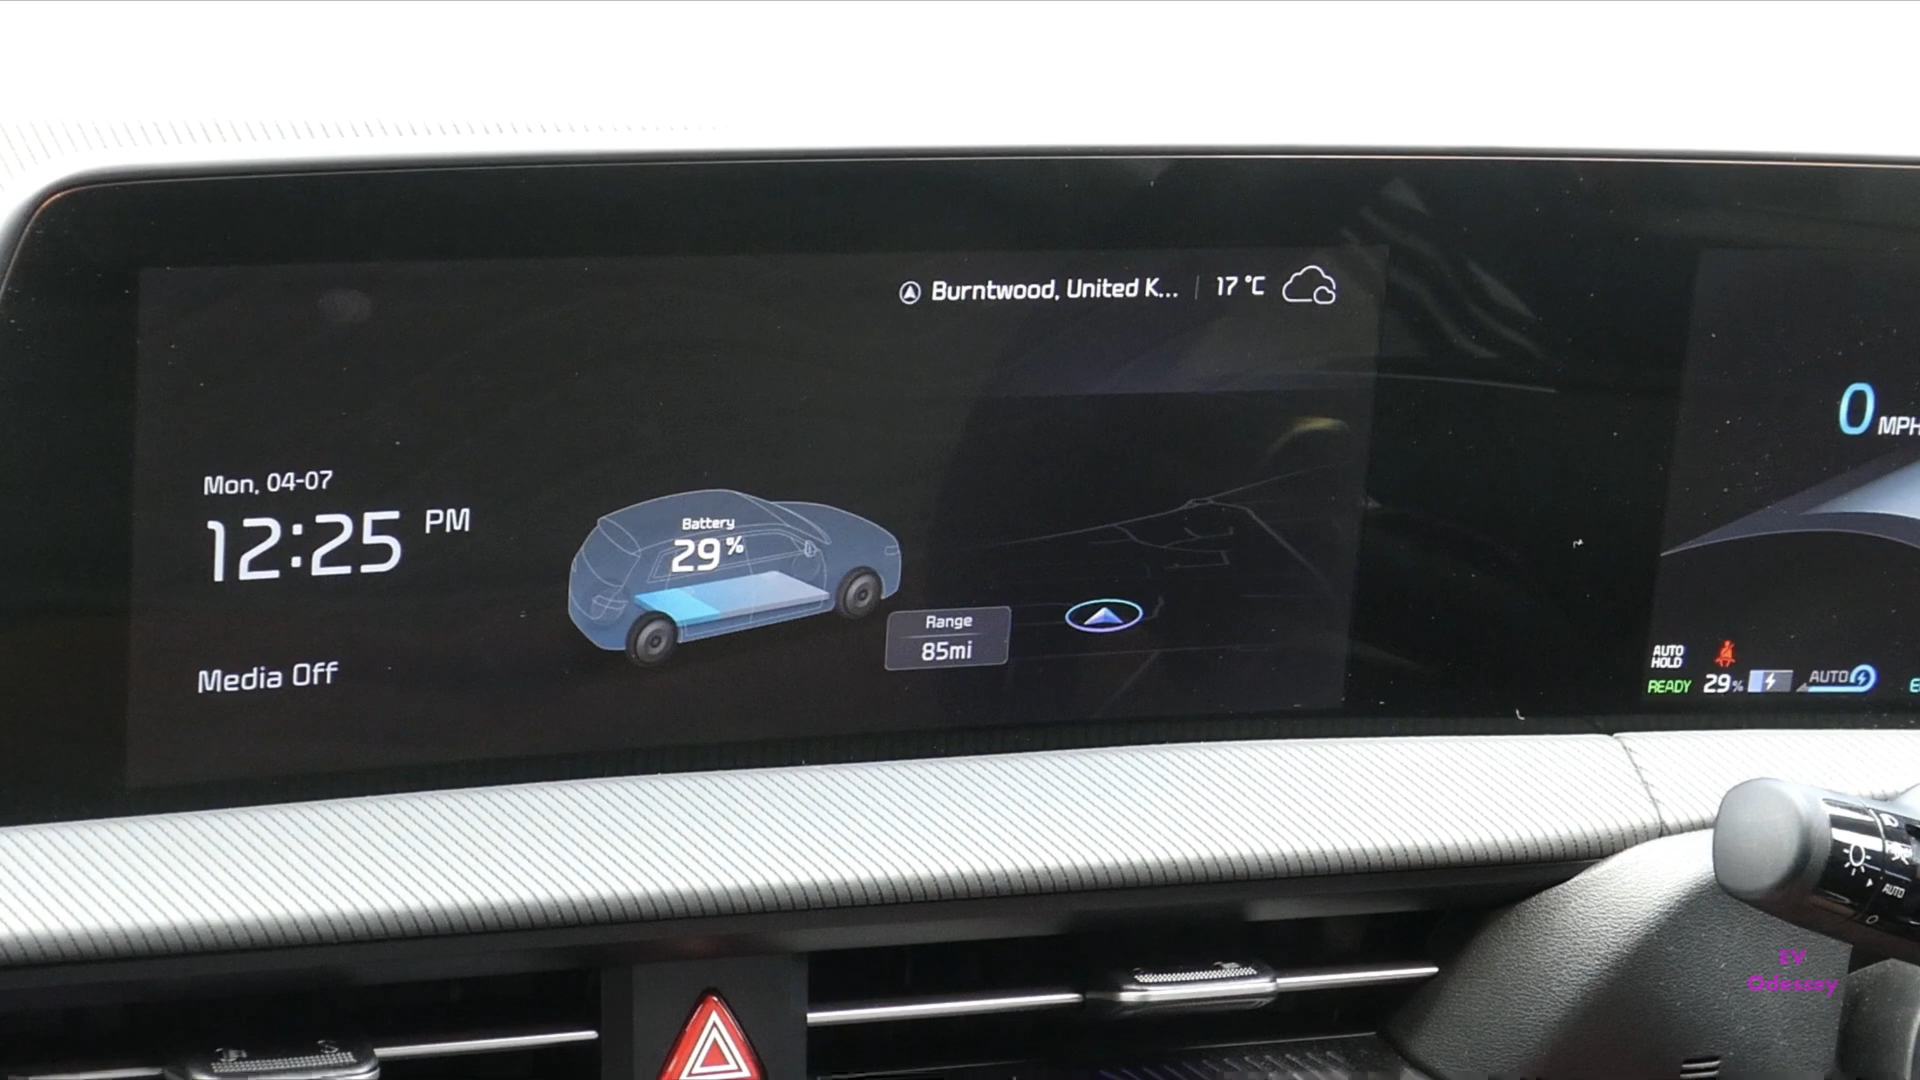 Burntwood, United K... 17 °C
Mon, 04-07
12:25 PM
Battery
29%
Range
85mi
Media Off
0 MPH
AUTO
HOLD
READY 29% AUTO
AUTO
EV
Odessey